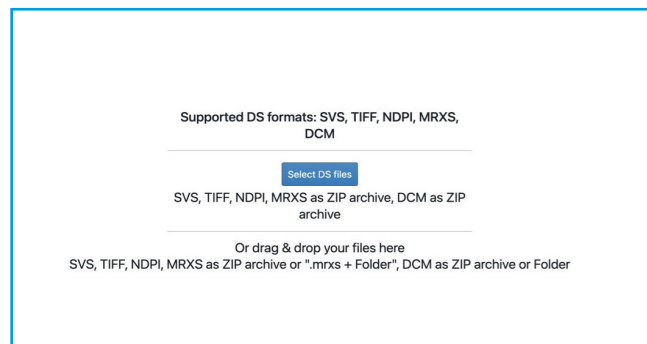 Supported DS formats: SVS, TIFF, NDPI, MRXS,
DCM
Select DS files
SVS, TIFF, NDPI, MRXS as ZIP archive, DCM as ZIP
archive
Or drag & drop your files here
SVS, TIFF, NDPI, MRXS as ZIP archive or ".mrxs + Folder", DCM as ZIP archive or Folder